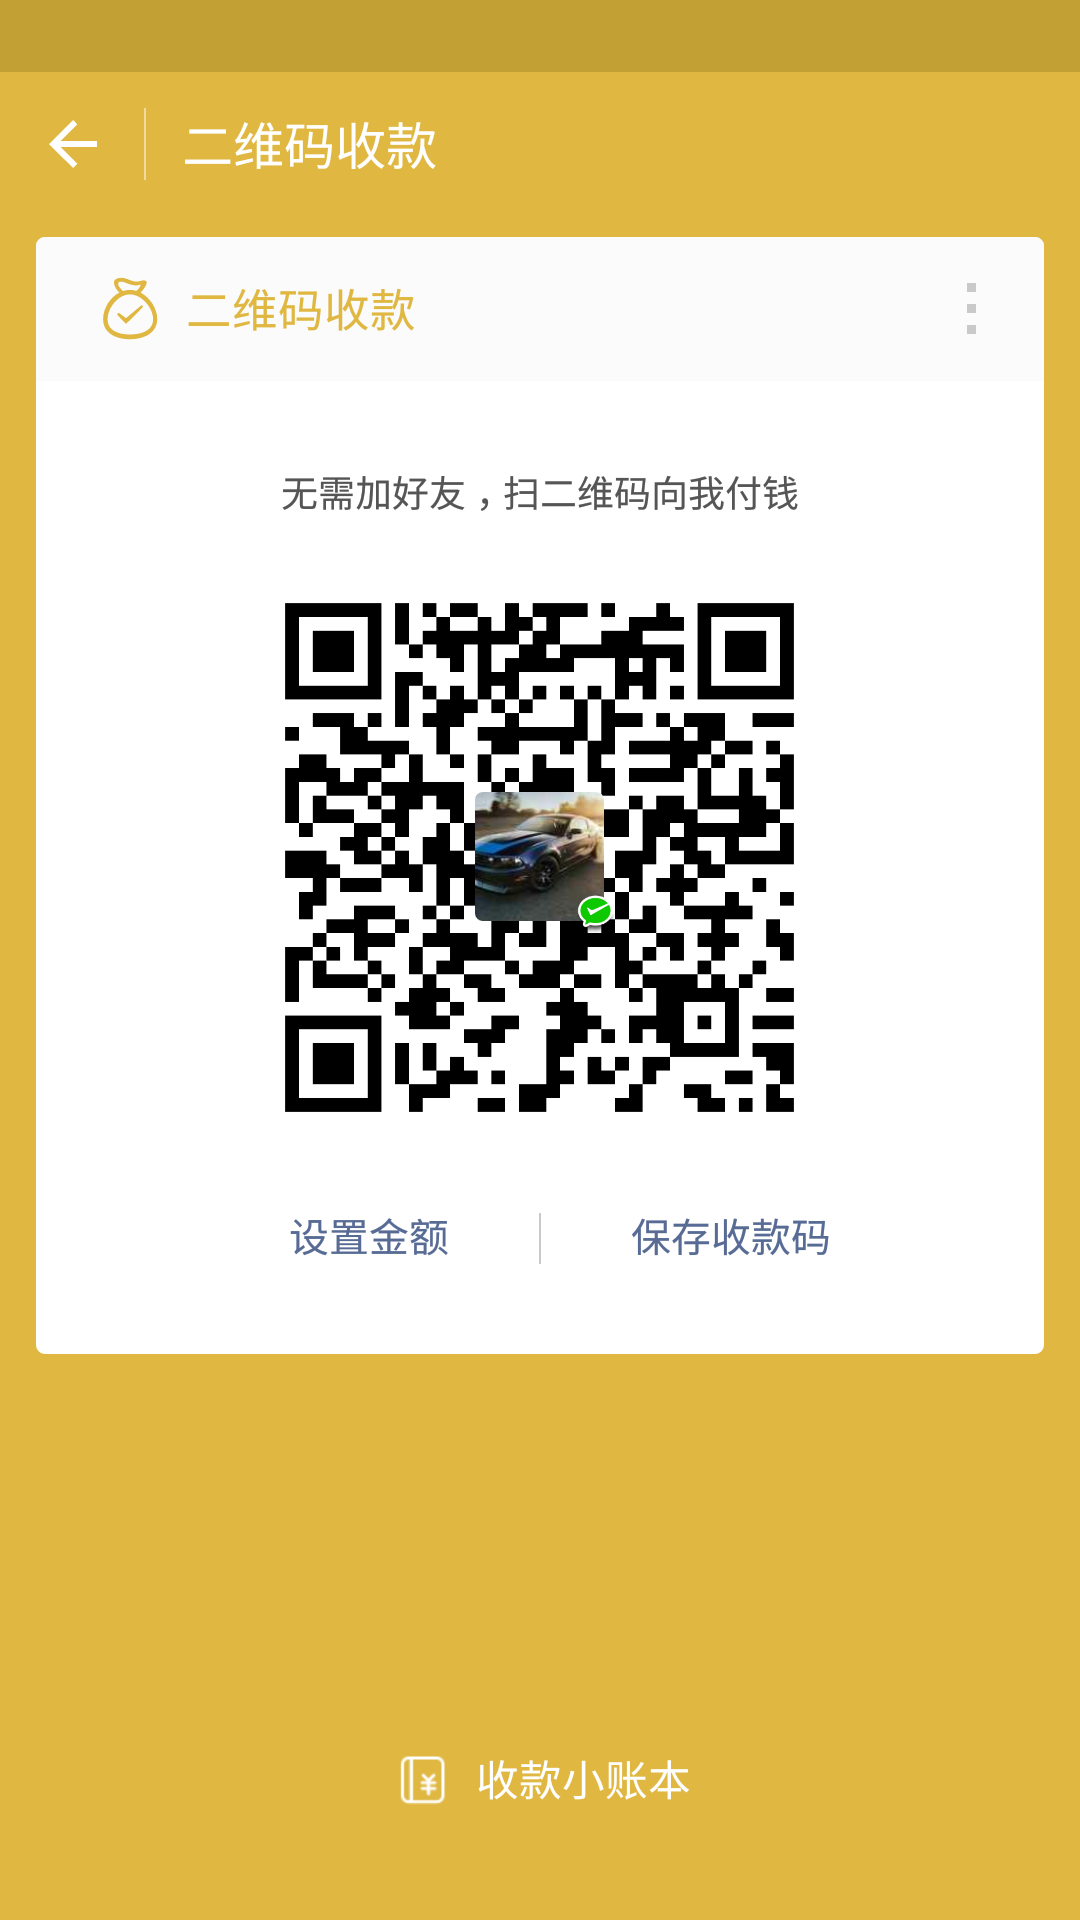 二维码收款
二维码收款
无需加好友，扫二维码向我付钱
设置金额
保存收款码
收款小账本